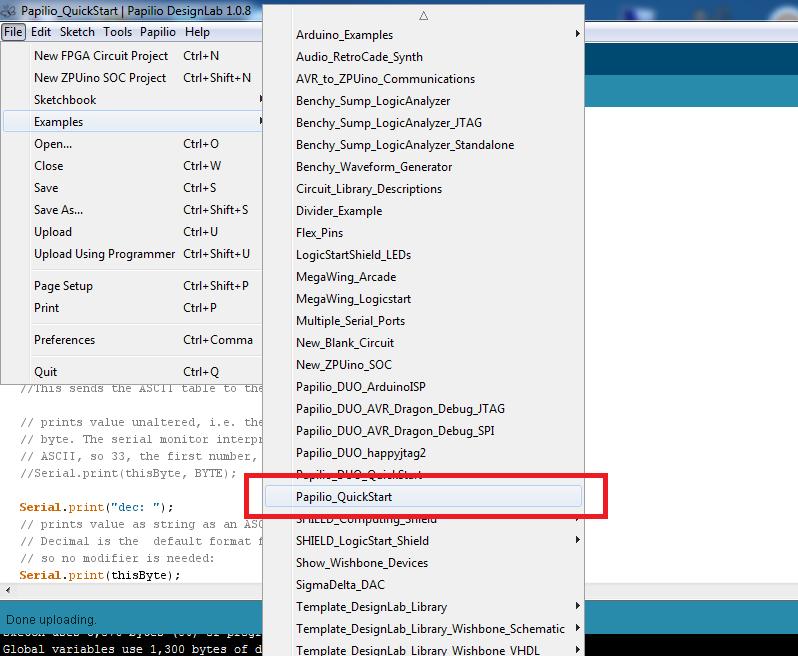 Papilio_QuickStart | Papilio DesignLab 1.0.8
File Edit Sketch Tools Papilio Help
New FPGA Circuit Project Ctrl+N
New ZPUino SOC Project Ctrl+Shift+N
Sketchbook
Examples
Open... Ctrl+O
Close Ctrl+W
Save Ctrl+S
Save As... Ctrl+Shift+S
Upload Ctrl+U
Upload Using Programmer Ctrl+Shift+U
Page Setup Ctrl+Shift+P
Print Ctrl+P
Preferences Ctrl+Comma
Quit Ctrl+Q
Arduino_Examples
Audio_RetroCade_Synth
AVR_to_ZPUino_Communications
Benchy_Sump_LogicAnalyzer
Benchy_Sump_LogicAnalyzer_JTAG
Benchy_Sump_LogicAnalyzer_Standalone
Benchy_Waveform_Generator
Circuit_Library_Descriptions
Divider_Example
Flex_Pins
LogicStartShield_LEDs
MegaWing_Arcade
MegaWing_Logicstart
Multiple_Serial_Ports
New_Blank_Circuit
New_ZPUino_SOC
Papilio_DUO_ArduinoISP
Papilio_DUO_AVR_Dragon_Debug_JTAG
Papilio_DUO_AVR_Dragon_Debug_SPI
Papilio_DUO_happyjtag2
Papilio_DUO_QuickStart
Papilio_QuickStart
SHIELD_Computing_Shield
SHIELD_LogicStart_Shield
Show_Wishbone_Devices
SigmaDelta_DAC
Template_DesignLab_Library
Template_DesignLab_Library_Wishbone_Schematic
Template_DesignLab_Library_Wishbone_VHDL
//This sends the ASCII table to the
// prints value unaltered, i.e. the
// byte. The serial monitor interpr
// ASCII, so 33, the first number,
//Serial.print(thisByte, BYTE);
Serial.print("dec: ");
// prints value as string as an ASC
// Decimal is the default format f
// so no modifier is needed:
Serial.print(thisByte);
Done uploading.
Global variables use 1,300 bytes of d